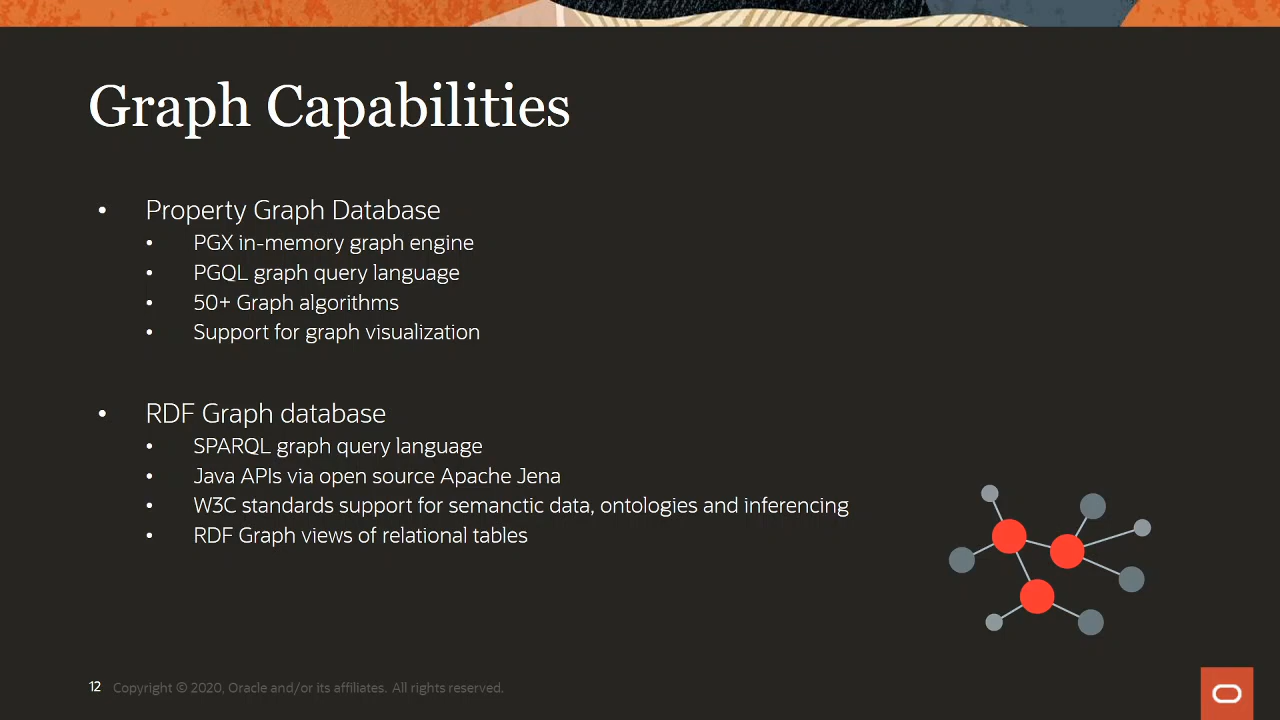 Graph Capabilities
• Property Graph Database
• PGX in-memory graph engine
• PGQL graph query language
• 50+ Graph algorithms
• Support for graph visualization
• RDF Graph database
• SPARQL graph query language
• Java APIs via open source Apache Jena
• W3C standards support for semanctic data, ontologies and inferencing
• RDF Graph views of relational tables
12 Copyright © 2020, Oracle and/or its affiliates. All rights reserved.